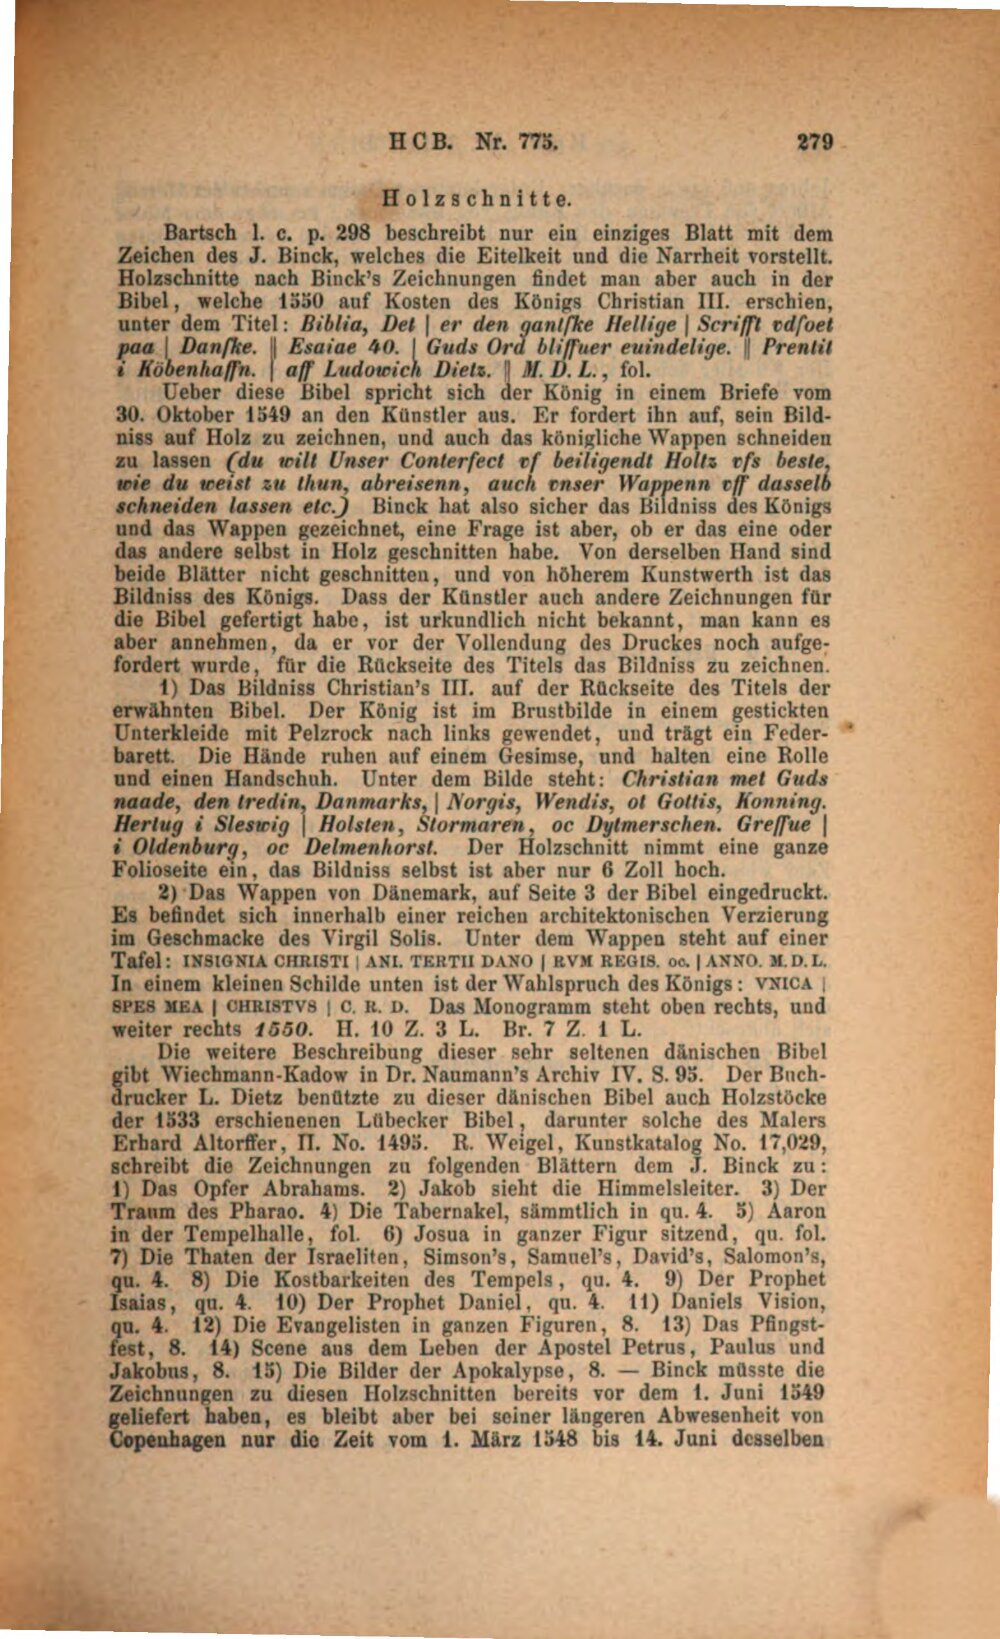 HCB. Nr. 775. 279
Holzschnitte.
Bartsch l. c. p. 298 beschreibt nur ein einziges Blatt mit dem
Zeichen des J. Binck, welches die Eitelkeit und die Narrheit vorstellt.
Holzschnitte nach Binck's Zeichnungen findet man aber auch in der
Bibel, welche 1550 auf Kosten des Königs Christian III. erschien,
unter dem Titel: Biblia, Det | er den gantſke Hellige | Scrifft vdſoet
paa | Danſke. || Esaiae 40. | Guds Ord bliffuer euindelige. || Prentit
i Köbenhaffn. | aff Ludowich Dietz. || M. D. L., fol.
Ueber diese Bibel spricht sich der König in einem Briefe vom
30. Oktober 1549 an den Künstler aus. Er fordert ihn auf, sein Bild-
niss auf Holz zu zeichnen, und auch das königliche Wappen schneiden
zu lassen (du wilt Unser Conterfect vf beiligendt Holtz vfs beste,
wie du weist zu thun, abreisenn, auch vnser Wappenn vff dasselb
schneiden lassen etc.) Binck hat also sicher das Bildniss des Königs
und das Wappen gezeichnet, eine Frage ist aber, ob er das eine oder
das andere selbst in Holz geschnitten habe. Von derselben Hand sind
beide Blätter nicht geschnitten, und von höherem Kunstwerth ist das
Bildniss des Königs. Dass der Künstler auch andere Zeichnungen für
die Bibel gefertigt habe, ist urkundlich nicht bekannt, man kann es
aber annehmen, da er vor der Vollendung des Druckes noch aufge-
fordert wurde, für die Rückseite des Titels das Bildniss zu zeichnen.
1) Das Bildniss Christian's III. auf der Rückseite des Titels der
erwähnten Bibel. Der König ist im Brustbilde in einem gestickten
Unterkleide mit Pelzrock nach links gewendet, und trägt ein Feder-
barett. Die Hände ruhen auf einem Gesimse, und halten eine Rolle
und einen Handschuh. Unter dem Bilde steht: Christian met Guds
naade, den tredin, Danmarks, | Norgis, Wendis, ot Gottis, Konning.
Hertug i Sleswig | Holsten, Stormaren, oc Dytmerschen. Greſſue |
i Oldenburg, oc Delmenhorst. Der Holzschnitt nimmt eine ganze
Folioseite ein, das Bildniss selbst ist aber nur 6 Zoll hoch.
2) Das Wappen von Dänemark, auf Seite 3 der Bibel eingedruckt.
Es befindet sich innerhalb einer reichen architektonischen Verzierung
im Geschmacke des Virgil Solis. Unter dem Wappen steht auf einer
Tafel: INSIGNIA CHRISTI | ANI. TERTII DANO | RVM REGIS. oc. | ANNO. M. D. L.
In einem kleinen Schilde unten ist der Wahlspruch des Königs: VNICA |
SPES MEA | CHRISTVS | C. R. D. Das Monogramm steht oben rechts, und
weiter rechts 1550. H. 10 Z. 3 L. Br. 7 Z. 1 L.
Die weitere Beschreibung dieser sehr seltenen dänischen Bibel
gibt Wiechmann-Kadow in Dr. Naumann's Archiv IV. S. 95. Der Buch-
drucker L. Dietz benützte zu dieser dänischen Bibel auch Holzstöcke
der 1533 erschienenen Lübecker Bibel, darunter solche des Malers
Erhard Altorffer, II. No. 1495. R. Weigel, Kunstkatalog No. 17,029,
schreibt die Zeichnungen zu folgenden Blättern dem J. Binck zu:
1) Das Opfer Abrahams. 2) Jakob sieht die Himmelsleiter. 3) Der
Traum des Pharao. 4) Die Tabernakel, sämmtlich in qu. 4. 5) Aaron
in der Tempelhalle, fol. 6) Josua in ganzer Figur sitzend, qu. fol.
7) Die Thaten der Israeliten, Simson's, Samuel's, David's, Salomon's,
qu. 4. 8) Die Kostbarkeiten des Tempels, qu. 4. 9) Der Prophet
Isaias, qu. 4. 10) Der Prophet Daniel, qu. 4. 11) Daniels Vision,
qu. 4. 12) Die Evangelisten in ganzen Figuren, 8. 13) Das Pfingst-
fest, 8. 14) Scene aus dem Leben der Apostel Petrus, Paulus und
Jakobus, 8. 15) Die Bilder der Apokalypse, 8. — Binck müsste die
Zeichnungen zu diesen Holzschnitten bereits vor dem 1. Juni 1549
geliefert haben, es bleibt aber bei seiner längeren Abwesenheit von
Copenhagen nur die Zeit vom 1. März 1548 bis 14. Juni desselben